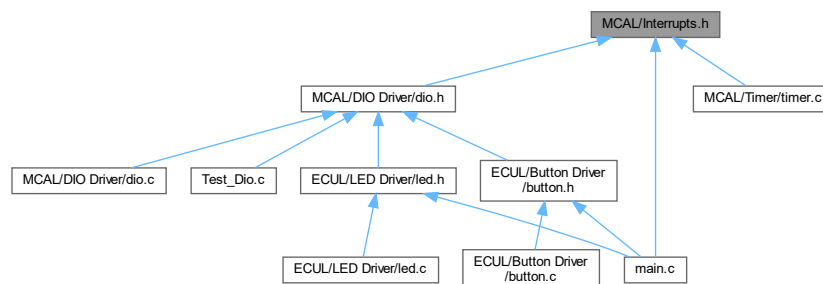 MCAL/Interrupts.h
MCAL/DIO Driver/dio.h
MCAL/Timer/timer.c
MCAL/DIO Driver/dio.c
Test_Dio.c
ECUL/LED Driver/led.h
ECUL/Button Driver
/button.h
ECUL/LED Driver/led.c
ECUL/Button Driver
/button.c
main.c